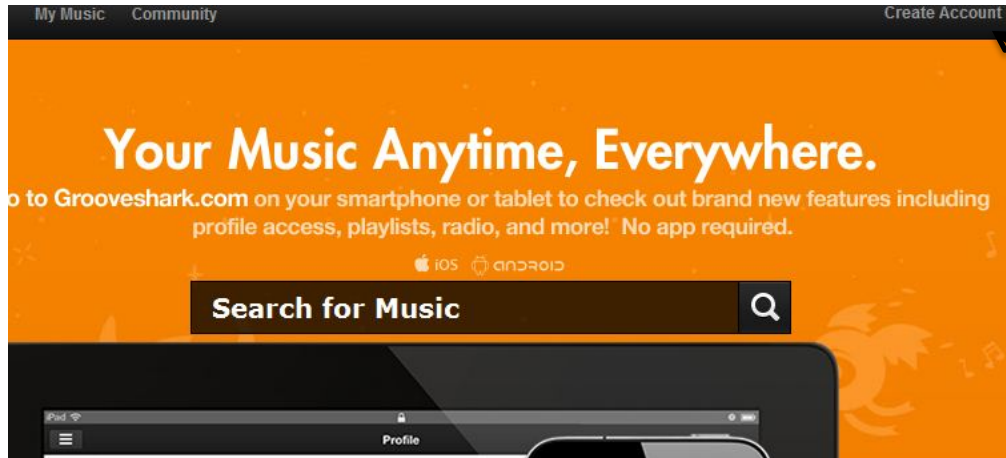 My Music Community Create Account
Your Music Anytime, Everywhere.
o to Grooveshark.com on your smartphone or tablet to check out brand new features including
profile access, playlists, radio, and more! No app required.
iOS android
Search for Music
iPad
Profile